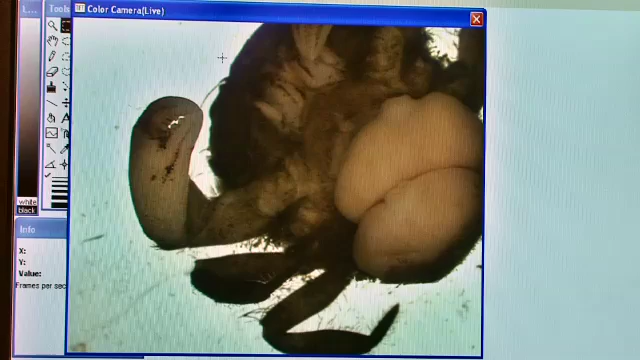 L...
Tools
Color Camera(Live)
white
black
Info
X:
Y:
Value:
Frames per sec